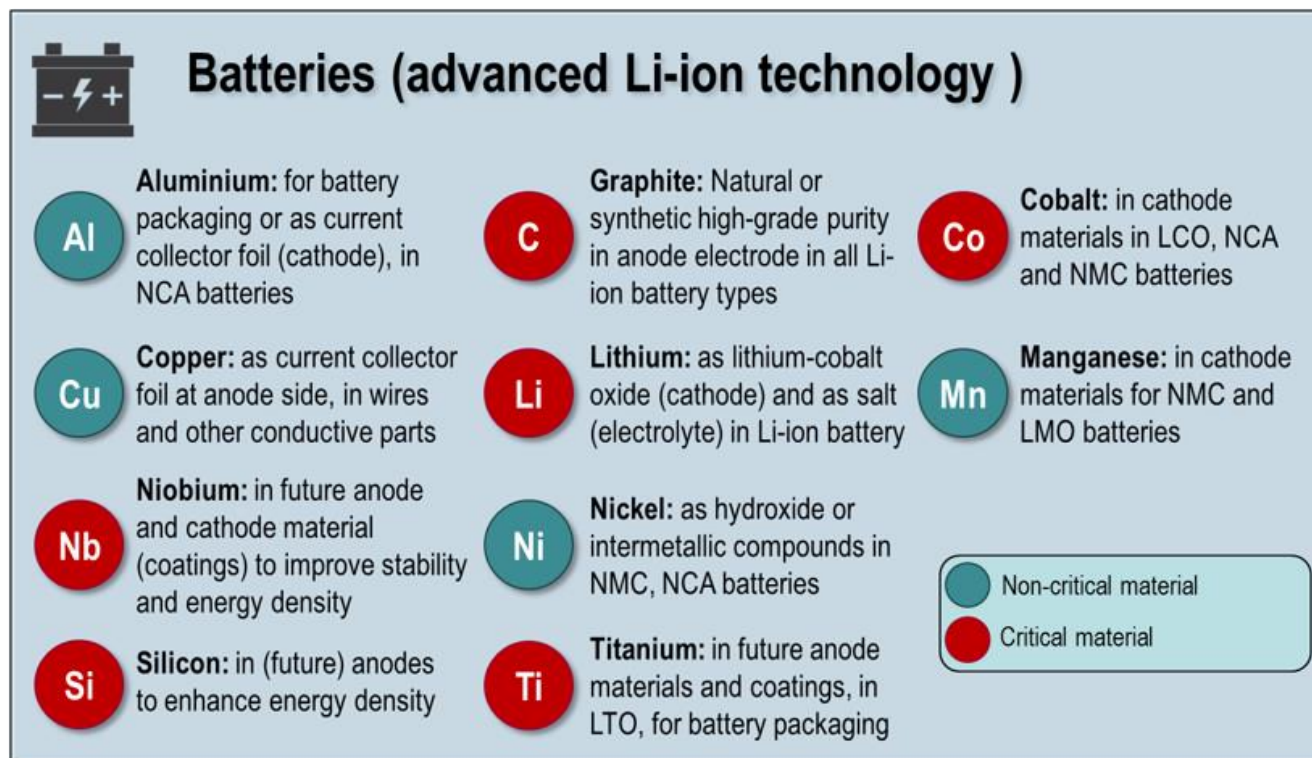 Batteries (advanced Li-ion technology )
Al
Aluminium: for battery
packaging or as current
collector foil (cathode), in
NCA batteries
C
Graphite: Natural or
synthetic high-grade purity
in anode electrode in all Li-
ion battery types
Co
Cobalt: in cathode
materials in LCO, NCA
and NMC batteries
Cu
Copper: as current collector
foil at anode side, in wires
and other conductive parts
Li
Lithium: as lithium-cobalt
oxide (cathode) and as salt
(electrolyte) in Li-ion battery
Mn
Manganese: in cathode
materials for NMC and
LMO batteries
Nb
Niobium: in future anode
and cathode material
(coatings) to improve stability
and energy density
Ni
Nickel: as hydroxide or
intermetallic compounds in
NMC, NCA batteries
Si
Silicon: in (future) anodes
to enhance energy density
Ti
Titanium: in future anode
materials and coatings, in
LTO, for battery packaging
Non-critical material
Critical material